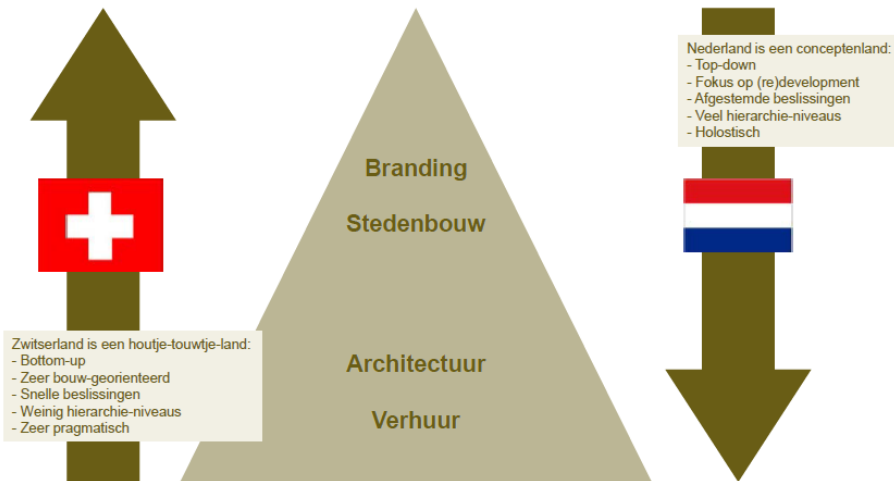 Nederland is een conceptenland:
- Top-down
- Fokus op (re)development
- Afgestemde beslissingen
- Veel hierarchie-niveaus
- Holostisch
Branding
Stedenbouw
Zwitserland is een houtje-touwtje-land:
- Bottom-up
- Zeer bouw-georienteerd
- Snelle beslissingen
- Weinig hierarchie-niveaus
- Zeer pragmatisch
Architectuur
Verhuur